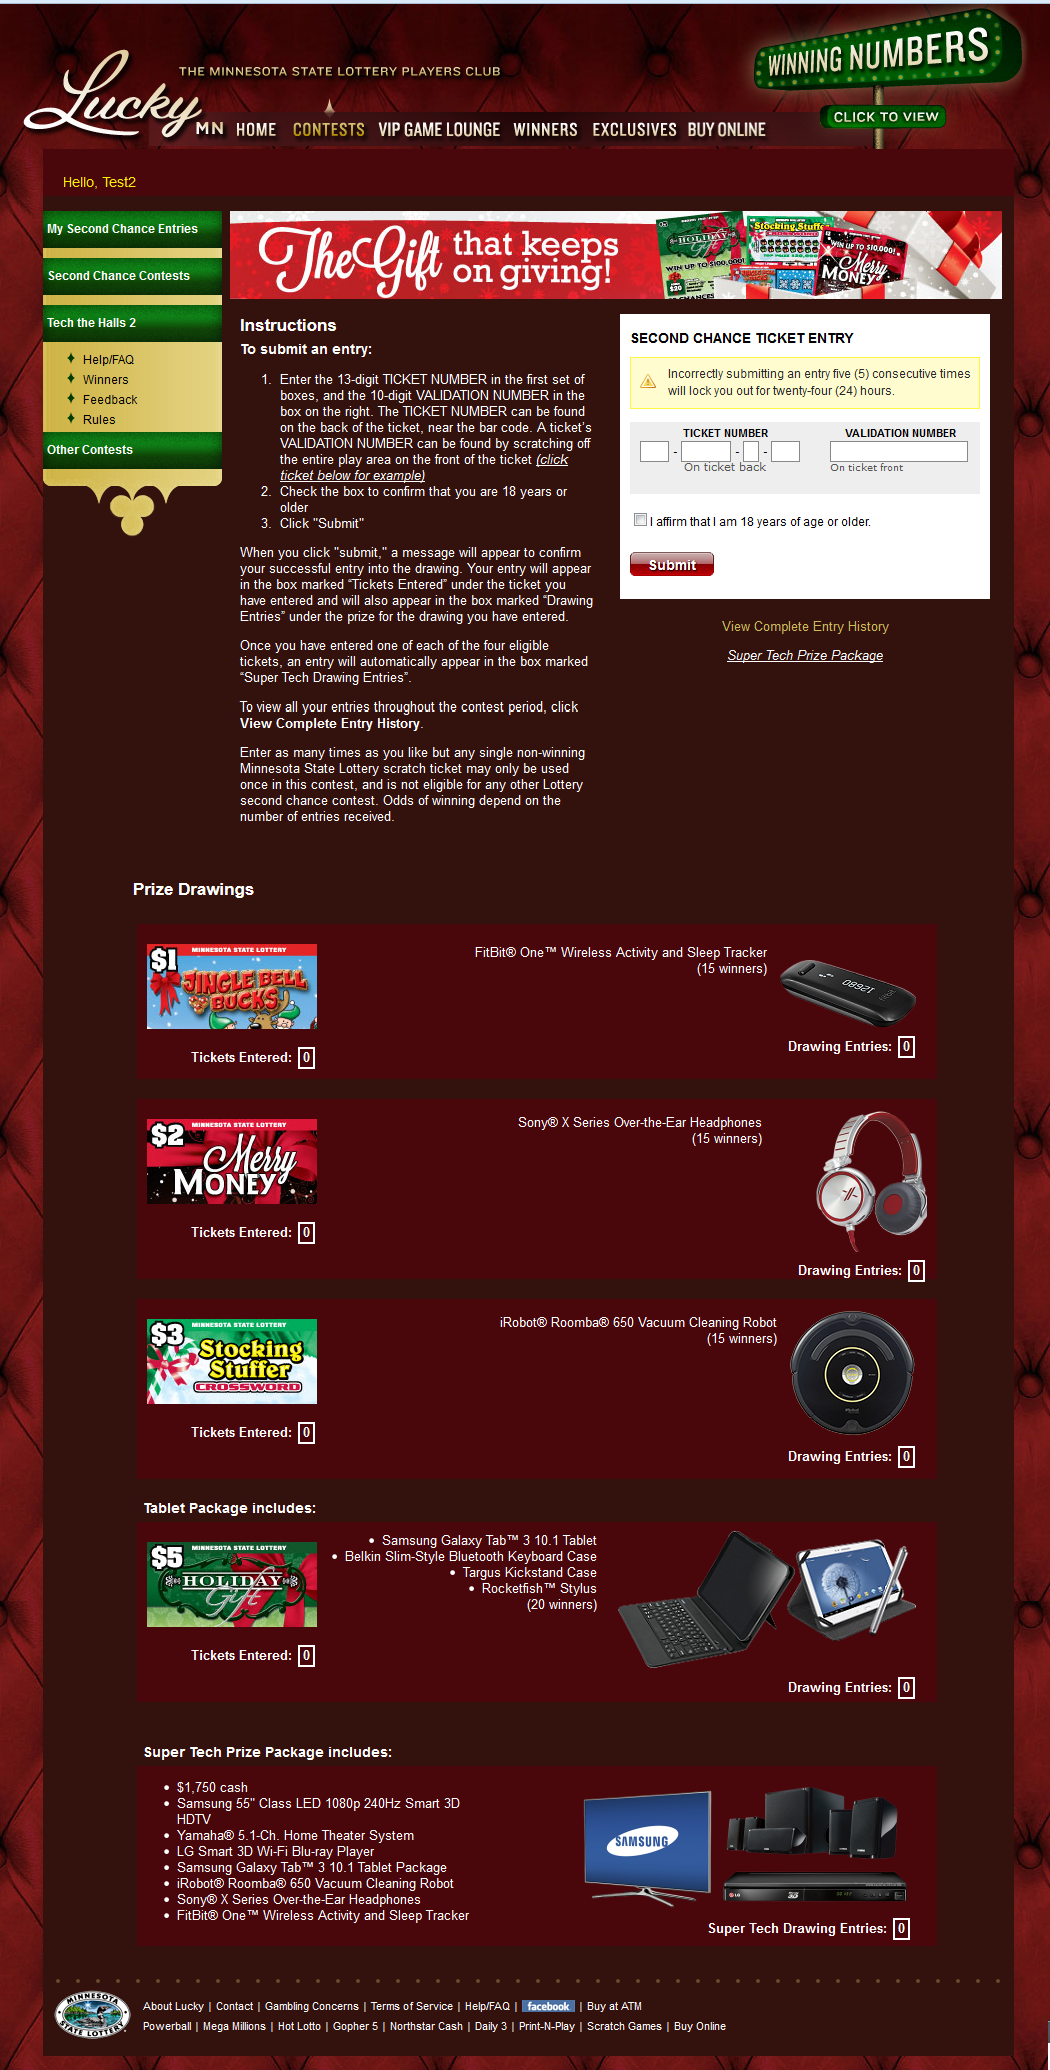 Lucky MN
THE MINNESOTA STATE LOTTERY PLAYERS CLUB
WINNING NUMBERS
CLICK TO VIEW
HOME CONTESTS VIP GAME LOUNGE WINNERS EXCLUSIVES BUY ONLINE
Hello, Test2
My Second Chance Entries
Second Chance Contests
Tech the Halls 2
Help/FAQ
Winners
Feedback
Rules
Other Contests
The Gift that keeps
on giving!
HOLIDAY Gift
WIN UP TO $100,000!
Stocking Stuffer
WIN UP TO $10,000!
Merry MONEY
Instructions
To submit an entry:
1. Enter the 13-digit TICKET NUMBER in the first set of
boxes, and the 10-digit VALIDATION NUMBER in the
box on the right. The TICKET NUMBER can be found
on the back of the ticket, near the bar code. A ticket's
VALIDATION NUMBER can be found by scratching off
the entire play area on the front of the ticket (click
ticket below for example)
2. Check the box to confirm that you are 18 years or
older
3. Click "Submit"
When you click "submit," a message will appear to confirm
your successful entry into the drawing. Your entry will appear
in the box marked “Tickets Entered” under the ticket you
have entered and will also appear in the box marked “Drawing
Entries” under the prize for the drawing you have entered.
Once you have entered one of each of the four eligible
tickets, an entry will automatically appear in the box marked
“Super Tech Drawing Entries”.
To view all your entries throughout the contest period, click
View Complete Entry History.
Enter as many times as you like but any single non-winning
Minnesota State Lottery scratch ticket may only be used
once in this contest, and is not eligible for any other Lottery
second chance contest. Odds of winning depend on the
number of entries received.
SECOND CHANCE TICKET ENTRY
Incorrectly submitting an entry five (5) consecutive times
will lock you out for twenty-four (24) hours.
TICKET NUMBER VALIDATION NUMBER
- - -
On ticket back On ticket front
I affirm that I am 18 years of age or older.
Submit
View Complete Entry History
Super Tech Prize Package
Prize Drawings
MINNESOTA STATE LOTTERY
$1
JINGLE BELL
BUCKS
Tickets Entered: 0
FitBit® One™ Wireless Activity and Sleep Tracker
(15 winners)
12680
fitbit
Drawing Entries: 0
MINNESOTA STATE LOTTERY
$2
Merry
MONEY
Tickets Entered: 0
Sony® X Series Over-the-Ear Headphones
(15 winners)
Drawing Entries: 0
MINNESOTA STATE LOTTERY
$3
Stocking
Stuffer
CROSSWORD
Tickets Entered: 0
iRobot® Roomba® 650 Vacuum Cleaning Robot
(15 winners)
Drawing Entries: 0
Tablet Package includes:
MINNESOTA STATE LOTTERY
$5
HOLIDAY
Gift
Tickets Entered: 0
• Samsung Galaxy Tab™ 3 10.1 Tablet
• Belkin Slim-Style Bluetooth Keyboard Case
• Targus Kickstand Case
• Rocketfish™ Stylus
(20 winners)
Drawing Entries: 0
Super Tech Prize Package includes:
• $1,750 cash
• Samsung 55" Class LED 1080p 240Hz Smart 3D
HDTV
• Yamaha® 5.1-Ch. Home Theater System
• LG Smart 3D Wi-Fi Blu-ray Player
• Samsung Galaxy Tab™ 3 10.1 Tablet Package
• iRobot® Roomba® 650 Vacuum Cleaning Robot
• Sony® X Series Over-the-Ear Headphones
• FitBit® One™ Wireless Activity and Sleep Tracker
SAMSUNG
LG
3D
Super Tech Drawing Entries: 0
MINNESOTA
STATE LOTTERY
About Lucky | Contact | Gambling Concerns | Terms of Service | Help/FAQ | facebook | Buy at ATM
Powerball | Mega Millions | Hot Lotto | Gopher 5 | Northstar Cash | Daily 3 | Print-N-Play | Scratch Games | Buy Online